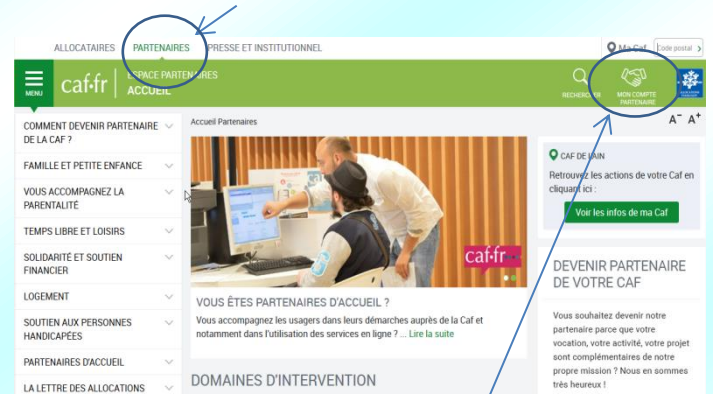 ALLOCATAIRES PARTENAIRES PRESSE ET INSTITUTIONNEL
Ma Caf Code postal
MENU
caf.fr
ESPACE PARTENAIRES
ACCUEIL
RECHERCHER
MON COMPTE
PARTENAIRE
A- A+
COMMENT DEVENIR PARTENAIRE
DE LA CAF ?
FAMILLE ET PETITE ENFANCE
VOUS ACCOMPAGNEZ LA
PARENTALITÉ
TEMPS LIBRE ET LOISIRS
SOLIDARITÉ ET SOUTIEN
FINANCIER
LOGEMENT
SOUTIEN AUX PERSONNES
HANDICAPÉES
PARTENAIRES D'ACCUEIL
LA LETTRE DES ALLOCATIONS
Accueil Partenaires
caf.fr
VOUS ÊTES PARTENAIRES D'ACCUEIL ?
Vous accompagnez les usagers dans leurs démarches auprès de la Caf et
notamment dans l'utilisation des services en ligne ? ... Lire la suite
DOMAINES D'INTERVENTION
CAF DE L'AIN
Retrouvez les actions de votre Caf en
cliquant ici :
Voir les infos de ma Caf
DEVENIR PARTENAIRE
DE VOTRE CAF
Vous souhaitez devenir notre
partenaire parce que votre
vocation, votre activité, votre projet
sont complémentaires de notre
propre mission ? Nous en sommes
très heureux !